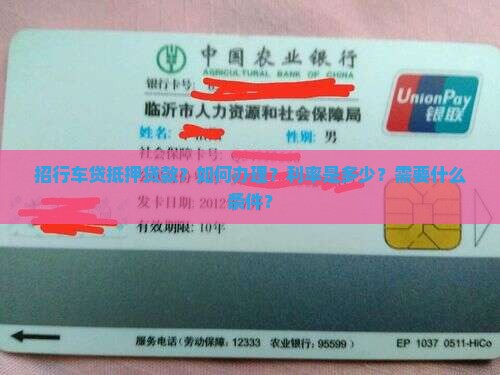 中国农业银行
AGRICULTURAL BANK OF CHINA
银行卡号:
UnionPay
银联
临沂市人力资源和社会保障局
姓名:
性别: 男
社会保障卡号:
招行车贷抵押贷款？如何办理？利率是多少？需要什么
条件？
发卡日期: 2012
有效期限: 10年
服务电话(劳动保障: 12333 农业银行: 95599)
EP 1037 0511-HiCo